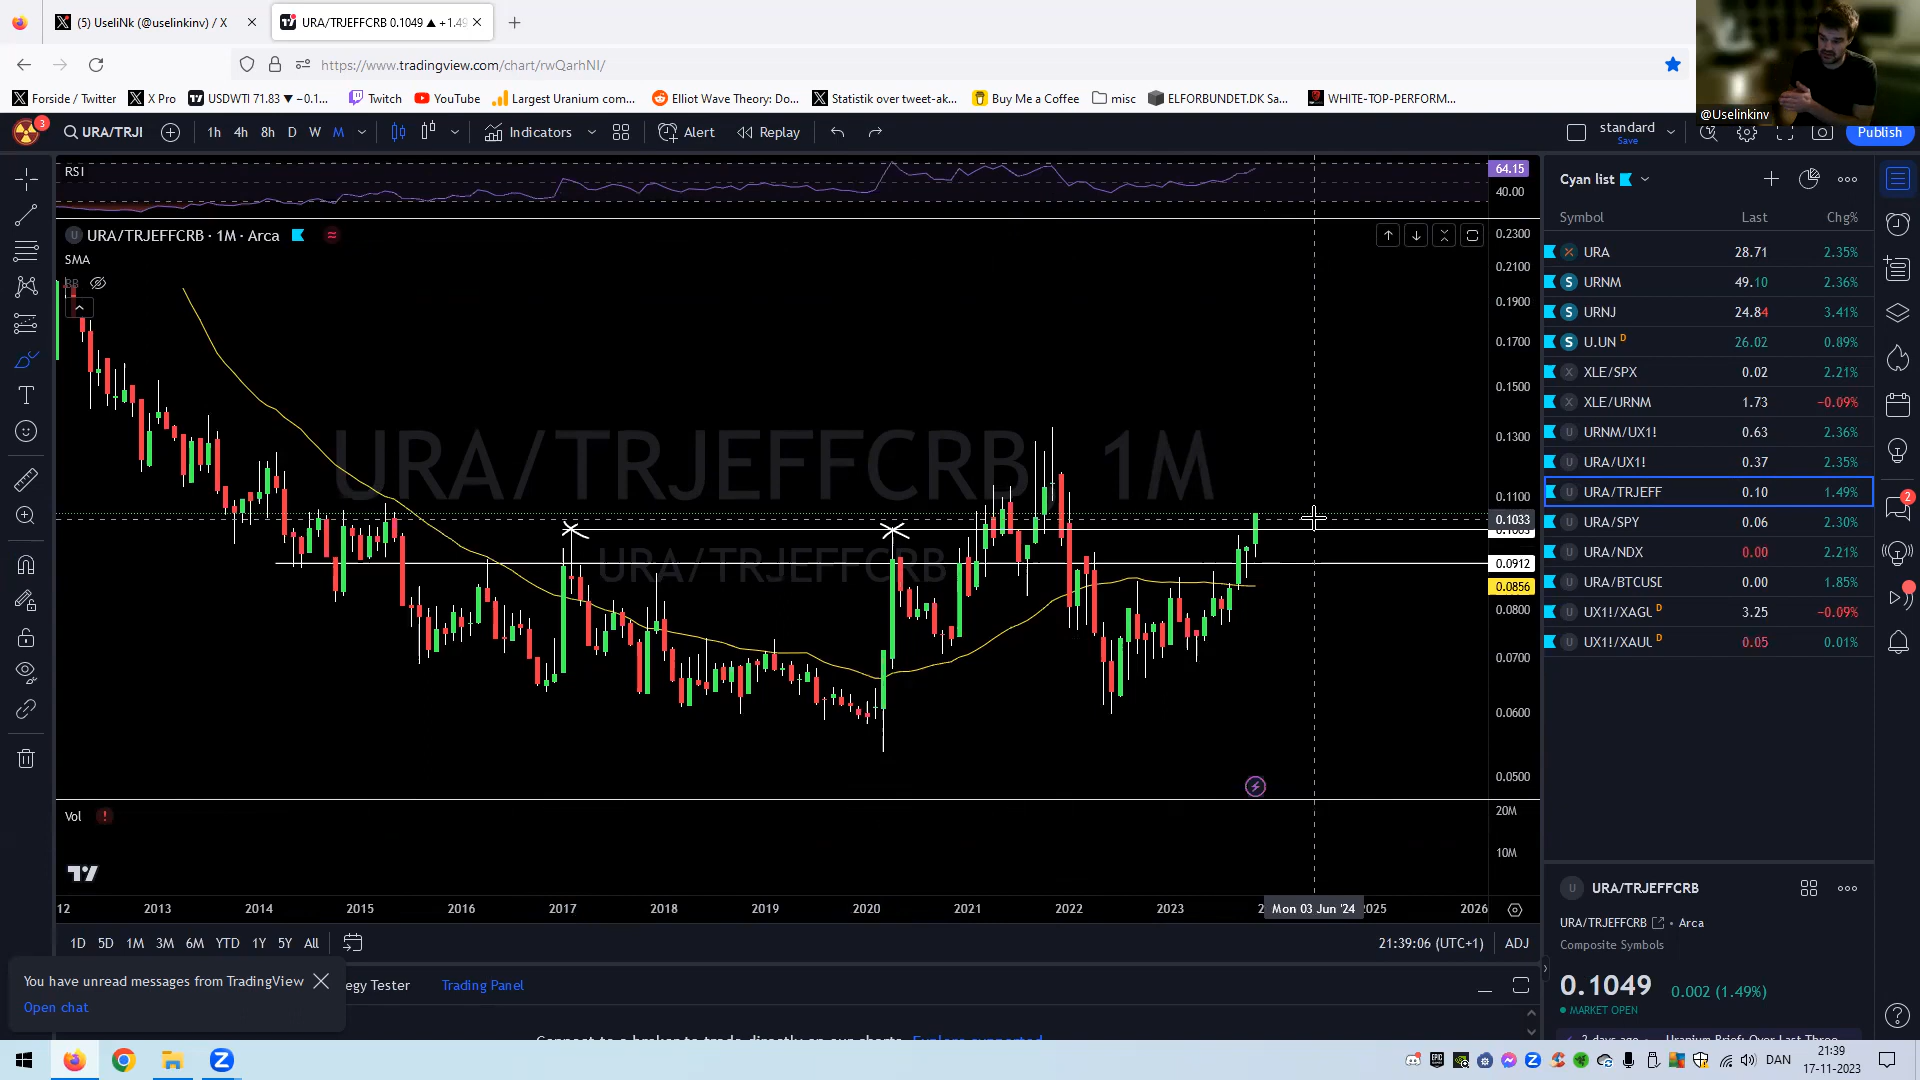 (5) UseliNk (@uselinkinv) / X
URA/TRJEFFCRB 0.1049 ▲ +1.49
https://www.tradingview.com/chart/rwQarhNI/
Forside / Twitter
X Pro
USDWTI 71.83 ▼ −0.1...
Twitch
YouTube
Largest Uranium com...
Elliot Wave Theory: Do...
Statistik over tweet-ak...
Buy Me a Coffee
misc
ELFORBUNDET.DK Sa...
WHITE-TOP-PERFORM...
@Uselinkinv
3
URA/TRJI
1h 4h 8h D W M
Indicators
Alert
Replay
standard
Save
Publish
RSI
64.15
40.00
URA/TRJEFFCRB · 1M · Arca
SMA
BB
URA/TRJEFFCRB 1M
URA/TRJEFFCRB
0.2300
0.2100
0.1900
0.1700
0.1500
0.1300
0.1100
0.1033
0.0912
0.0856
0.0800
0.0700
0.0600
0.0500
Vol
20M
10M
12 2013 2014 2015 2016 2017 2018 2019 2020 2021 2022 2023 Mon 03 Jun '24 2025 2026
1D 5D 1M 3M 6M YTD 1Y 5Y All
21:39:06 (UTC+1) ADJ
You have unread messages from TradingView
Open chat
egy Tester
Trading Panel
Cyan list
Symbol Last Chg%
URA 28.71 2.35%
URNM 49.10 2.36%
URNJ 24.84 3.41%
U.UN D 26.02 0.89%
XLE/SPX 0.02 2.21%
XLE/URNM 1.73 −0.09%
URNM/UX1! 0.63 2.36%
URA/UX1! 0.37 2.35%
URA/TRJEFF 0.10 1.49%
URA/SPY 0.06 2.30%
URA/NDX 0.00 2.21%
URA/BTCUSD 0.00 1.85%
UX1!/XAGU D 3.25 −0.09%
UX1!/XAUU D 0.05 0.01%
2
URA/TRJEFFCRB
URA/TRJEFFCRB • Arca
Composite Symbols
0.1049 0.002 (1.49%)
MARKET OPEN
DAN
21:39
17-11-2023